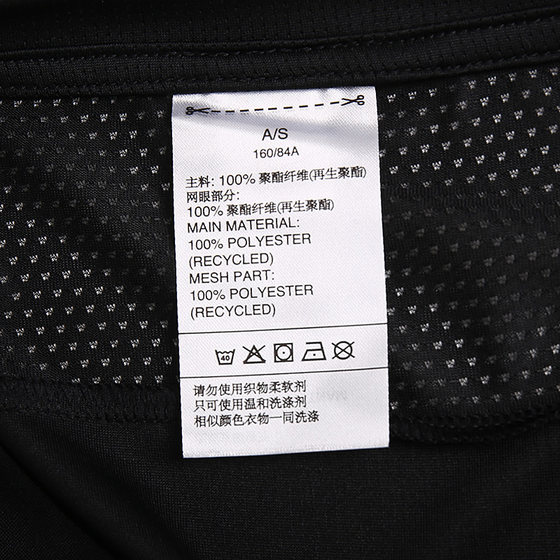 A/S
160/84A
主料: 100% 聚酯纤维(再生聚酯)
网眼部分:
100% 聚酯纤维(再生聚酯)
MAIN MATERIAL:
100% POLYESTER
(RECYCLED)
MESH PART:
100% POLYESTER
(RECYCLED)
40
请勿使用织物柔软剂
只可使用温和洗涤剂
相似颜色衣物一同洗涤